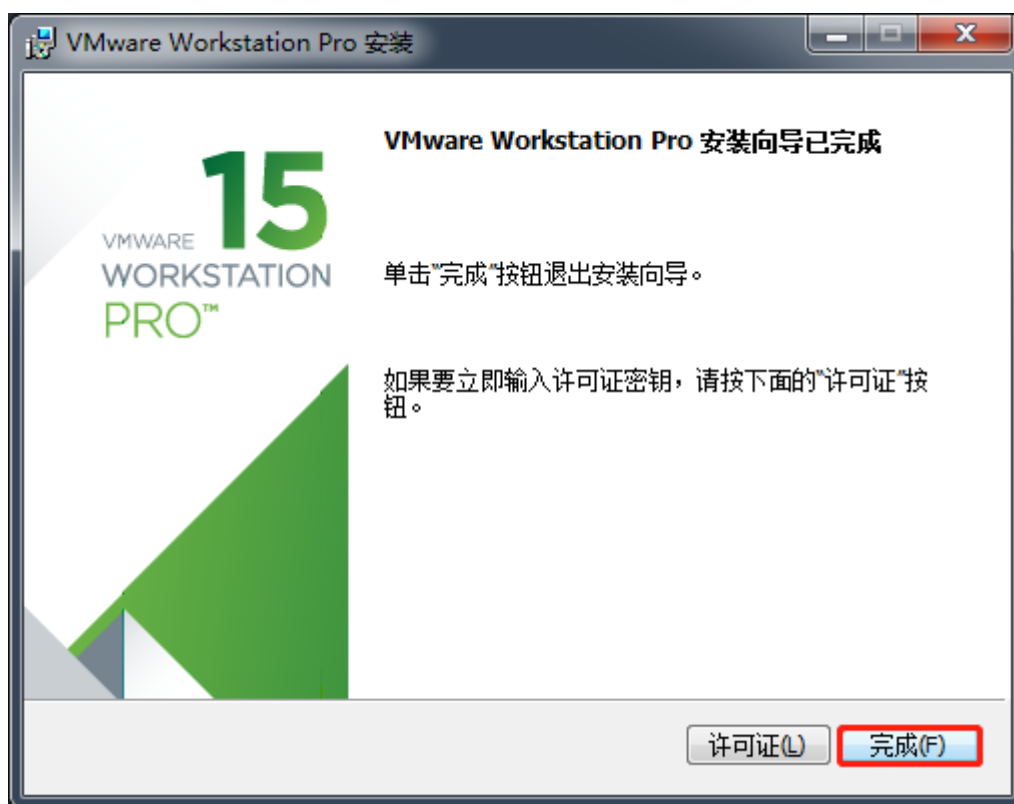 VMware Workstation Pro 安装
VMware Workstation Pro 安装向导已完成
15
VMWARE
WORKSTATION
PRO™
单击"完成"按钮退出安装向导。
如果要立即输入许可证密钥，请按下面的"许可证"按
钮。
许可证(L)
完成(F)